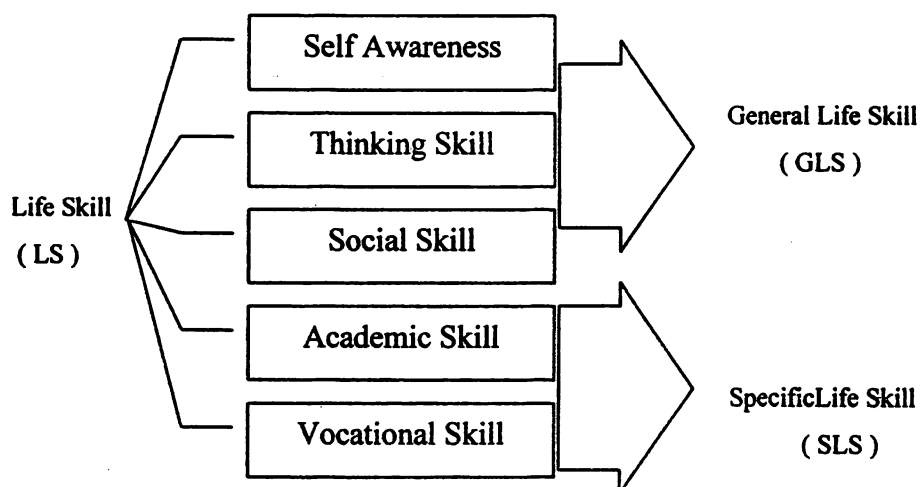 Self Awareness
Thinking Skill
Social Skill
Academic Skill
Vocational Skill
Life Skill
( LS )
General Life Skill
( GLS )
SpecificLife Skill
( SLS )